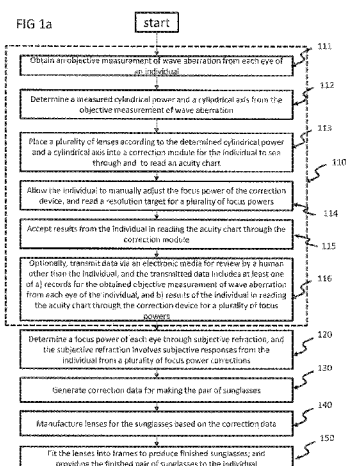 FIG 1a
start
111
Obtain an objective measurement of wave aberration from each eye of
an individual
112
Determine a measured cylindrical power and a cylindrical axis from the
objective measurement of wave aberration
113
Place a plurality of lenses according to the determined cylindrical power
and a cylindrical axis into a correction module for the individual to see
through and to read an acuity chart
110
Allow the individual to manually adjust the focus power of the correction
device, and read a resolution target for a plurality of focus powers
114
Accept results from the individual in reading the acuity chart through the
correction module
115
Optionally, transmit data via an electronic media for review by a human
other than the individual, and the transmitted data includes at least one
of a) records for the obtained objective measurement of wave aberration
from each eye of the individual, and b) results of the individual in reading
the acuity chart through the correction device for a plurality of focus
powers
116
120
Determine a focus power of each eye through subjective refraction, and
the subjective refraction involves subjective responses from the
individual from a plurality of focus power corrections
130
Generate correction data for making the pair of sunglasses
140
Manufacture lenses for the sunglasses based on the correction data
150
Fit the lenses into frames to produce finished sunglasses; and
providing the finished pair of sunglasses to the individual